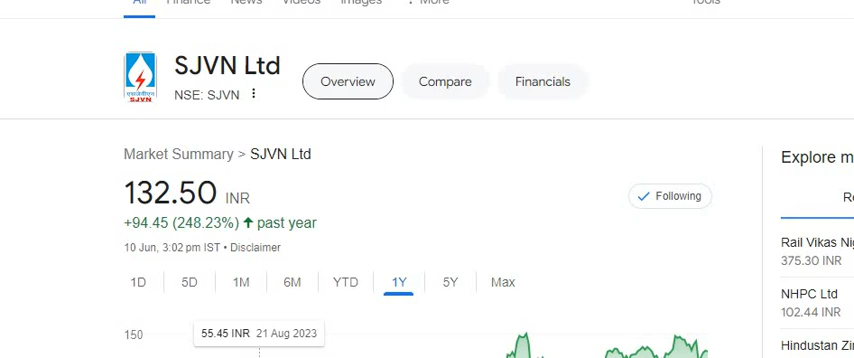 All Finance News Videos Images : More Tools
SJVN Ltd
NSE: SJVN
Overview Compare Financials
एसजेवीएन
SJVN
Market Summary > SJVN Ltd
Explore m
132.50 INR
Following
+94.45 (248.23%) ↑ past year
10 Jun, 3:02 pm IST • Disclaimer
1D 5D 1M 6M YTD 1Y 5Y Max
Rail Vikas Ni
375.30 INR
NHPC Ltd
102.44 INR
Hindustan Zi
150
55.45 INR 21 Aug 2023